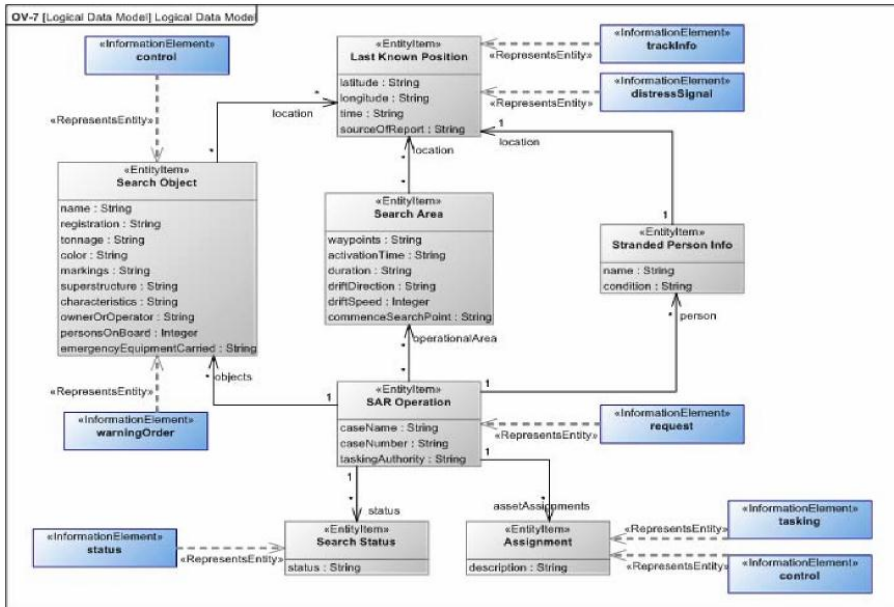 OV-7 [Logical Data Model] Logical Data Model
«InformationElement»
control
«RepresentsEntity»
«EntityItem»
Last Known Position
latitude : String
longitude : String
time : String
sourceOfReport : String
«InformationElement»
trackInfo
«RepresentsEntity»
«InformationElement»
distressSignal
«RepresentsEntity»
*
location
*
*
location
*
1
location
1
«EntityItem»
Search Object
name : String
registration : String
tonnage : String
color : String
markings : String
superstructure : String
characteristics : String
ownerOrOperator : String
personsOnBoard : Integer
emergencyEquipmentCarried : String
«EntityItem»
Search Area
waypoints : String
activationTime : String
duration : String
driftDirection : String
driftSpeed : Integer
commenceSearchPoint : String
«EntityItem»
Stranded Person Info
name : String
condition : String
* person
*
operationalArea
*
* objects
1
1
«RepresentsEntity»
«InformationElement»
warningOrder
«EntityItem»
SAR Operation
caseName : String
caseNumber : String
taskingAuthority : String
«RepresentsEntity»
«InformationElement»
request
1
*
status
1
*
assetAssignments
«InformationElement»
status
«RepresentsEntity»
«EntityItem»
Search Status
status : String
«EntityItem»
Assignment
description : String
«RepresentsEntity»
«InformationElement»
tasking
«RepresentsEntity»
«InformationElement»
control